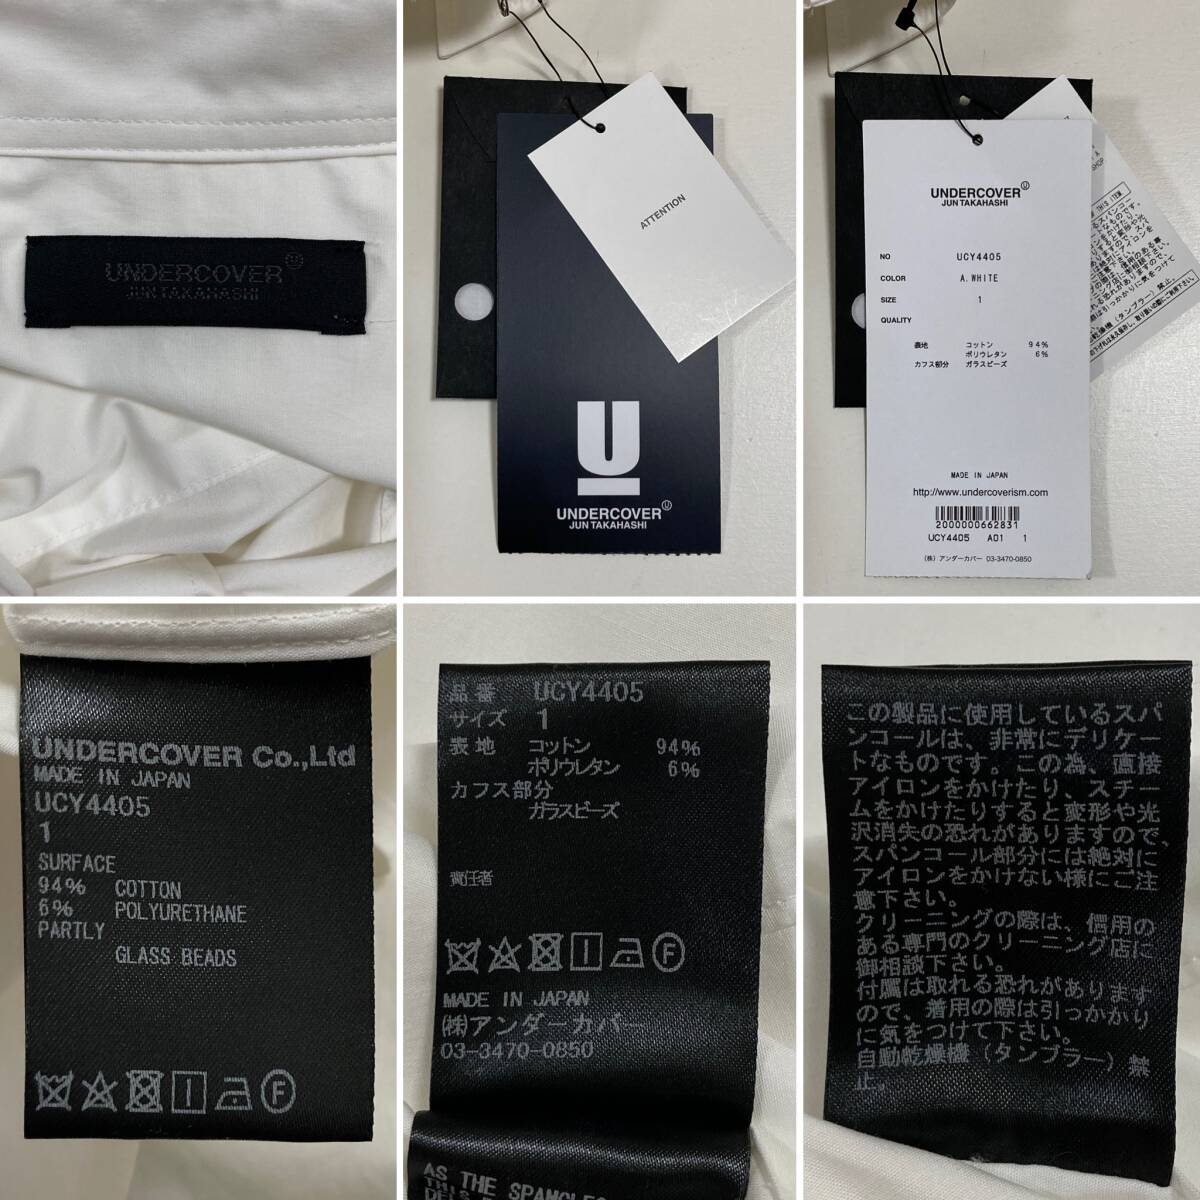 UNDERCOVER
JUN TAKAHASHI
ATTENTION
U
UNDERCOVER
JUN TAKAHASHI
UNDERCOVER
JUN TAKAHASHI
NO UCY4405
COLOR A.WHITE
SIZE 1
QUALITY
表地 コットン 94%
ポリウレタン 6%
カフス部分 ガラスビーズ
MADE IN JAPAN
http://www.undercoverism.com
2000000662831
UCY4405 A01 1
(株)アンダーカバー 03-3470-0850
UNDERCOVER Co.,Ltd
MADE IN JAPAN
UCY4405
1
SURFACE
94% COTTON
6% POLYURETHANE
PARTLY
GLASS BEADS
品番 UCY4405
サイズ 1
表地 コットン 94%
ポリウレタン 6%
カフス部分
ガラスビーズ
責任者
MADE IN JAPAN
(株)アンダーカバー
03-3470-0850
AS THE SPANGLES
この製品に使用しているスパ
ンコールは、非常にデリケー
トなものです。この為、直接
アイロンをかけたり、スチー
ムをかけたりすると変形や光
沢消失の恐れがありますので、
スパンコール部分には絶対に
アイロンをかけない様にご注
意下さい。
クリーニングの際は、信用の
ある専門のクリーニング店に
御相談下さい。
付属は取れる恐れがあります
ので、着用の際は引っかかり
に気をつけて下さい。
自動乾燥機(タンブラー)禁
止。